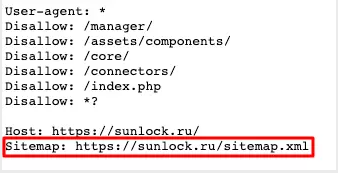 User-agent: *
Disallow: /manager/
Disallow: /assets/components/
Disallow: /core/
Disallow: /connectors/
Disallow: /index.php
Disallow: *?
Host: https://sunlock.ru/
Sitemap: https://sunlock.ru/sitemap.xml